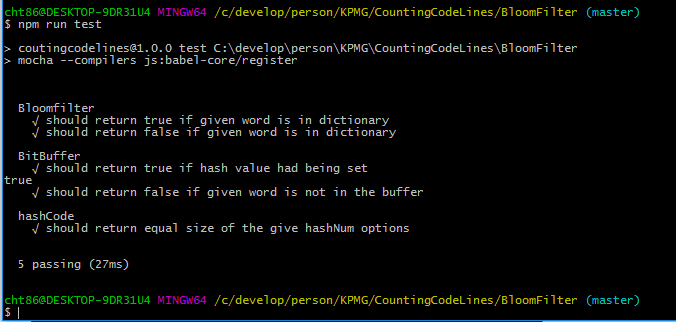 cht86@DESKTOP-9DR31U4 MINGW64 /c/develop/person/KPMG/CountingCodeLines/BloomFilter (master)
$ npm run test
> coutingcodelines@1.0.0 test C:\develop\person\KPMG\CountingCodeLines\BloomFilter
> mocha --compilers js:babel-core/register
Bloomfilter
√ should return true if given word is in dictionary
√ should return false if given word is in dictionary
BitBuffer
√ should return true if hash value had being set
true
√ should return false if given word is not in the buffer
hashCode
√ should return equal size of the give hashNum options
5 passing (27ms)
cht86@DESKTOP-9DR31U4 MINGW64 /c/develop/person/KPMG/CountingCodeLines/BloomFilter (master)
$